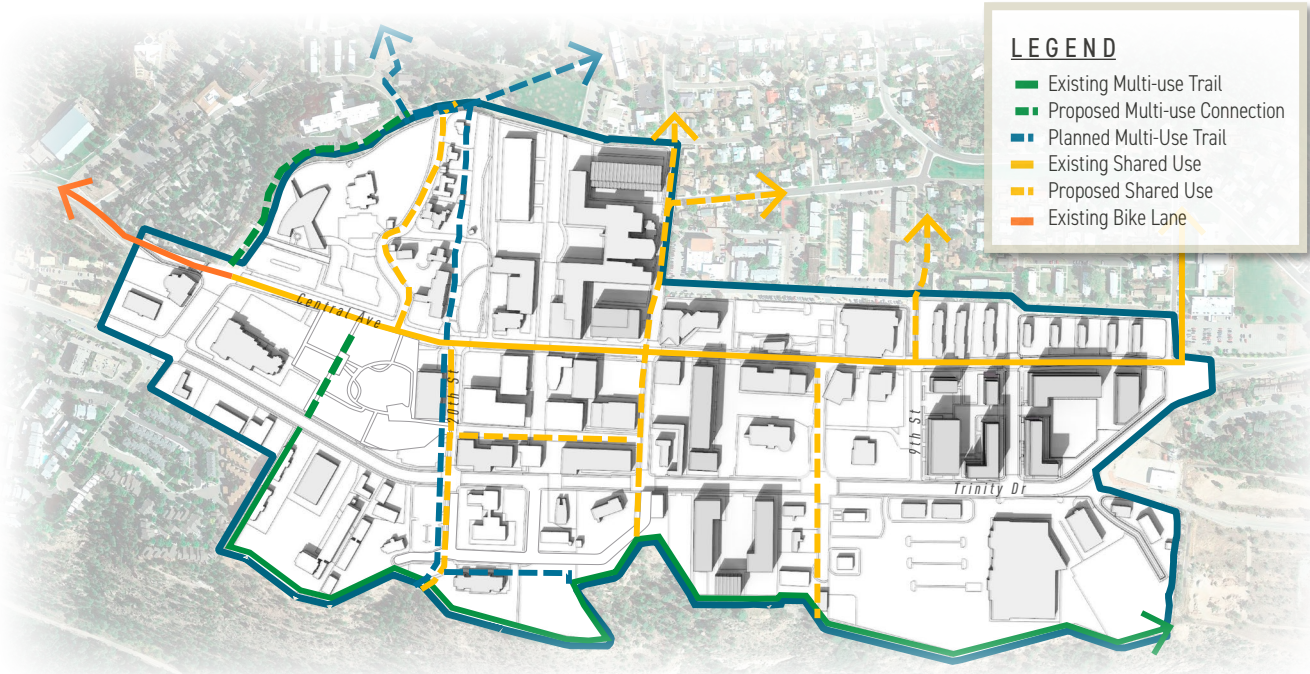 LEGEND
Existing Multi-use Trail
Proposed Multi-use Connection
Planned Multi-Use Trail
Existing Shared Use
Proposed Shared Use
Existing Bike Lane
Central Ave
20th St
9th St
Trinity Dr